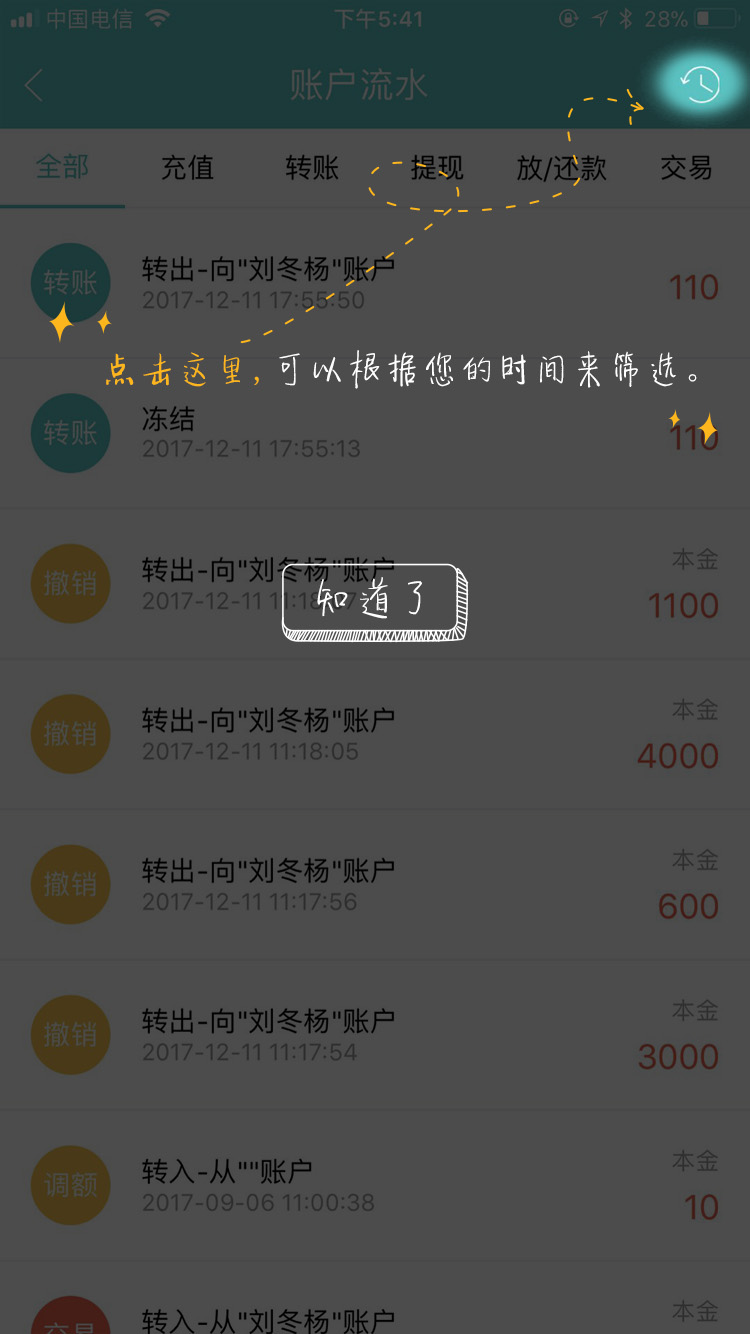 中国电信 下午5:41 28%
账户流水
全部 充值 转账 提现 放/还款 交易
转账 转出-向"刘冬杨"账户 110
2017-12-11 17:55:50
点击这里,可以根据您的时间来筛选。
转账 冻结 110
2017-12-11 17:55:13
撤销 转出-向"刘冬杨"账户 本金
2017-12-11 11:18 1100
知道了
撤销 转出-向"刘冬杨"账户 本金
2017-12-11 11:18:05 4000
撤销 转出-向"刘冬杨"账户 本金
2017-12-11 11:17:56 600
撤销 转出-向"刘冬杨"账户 本金
2017-12-11 11:17:54 3000
调额 转入-从""账户 本金
2017-09-06 11:00:38 10
交易 转入-从"刘冬杨"账户 本金